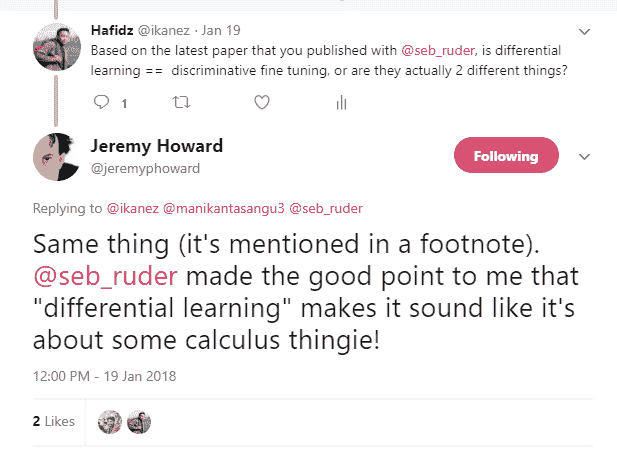 Hafidz @ikanez · Jan 19
Based on the latest paper that you published with @seb_ruder, is differential
learning == discriminative fine tuning, or are they actually 2 different things?
1
Jeremy Howard
@jeremyphoward
Following
Replying to @ikanez @manikantasangu3 @seb_ruder
Same thing (it's mentioned in a footnote).
@seb_ruder made the good point to me that
"differential learning" makes it sound like it's
about some calculus thingie!
12:00 PM - 19 Jan 2018
2 Likes